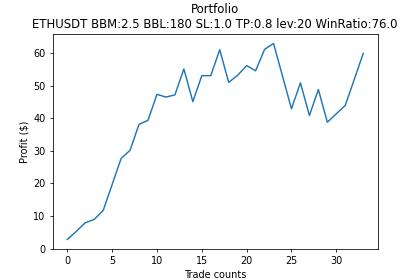 Portfolio
ETHUSDT BBM:2.5 BBL:180 SL:1.0 TP:0.8 lev:20 WinRatio:76.0
Profit ($)
60
50
40
30
20
10
0
0 5 10 15 20 25 30
Trade counts